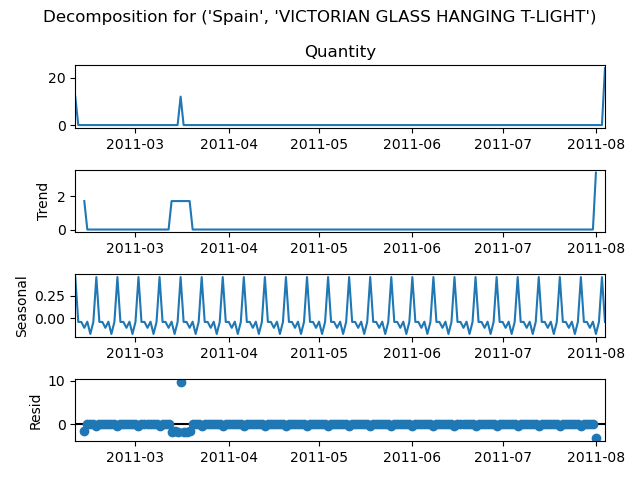 Decomposition for ('Spain', 'VICTORIAN GLASS HANGING T-LIGHT')
Quantity
20
0
2011-03 2011-04 2011-05 2011-06 2011-07 2011-08
Trend
2
0
2011-03 2011-04 2011-05 2011-06 2011-07 2011-08
Seasonal
0.25
0.00
2011-03 2011-04 2011-05 2011-06 2011-07 2011-08
Resid
10
0
2011-03 2011-04 2011-05 2011-06 2011-07 2011-08